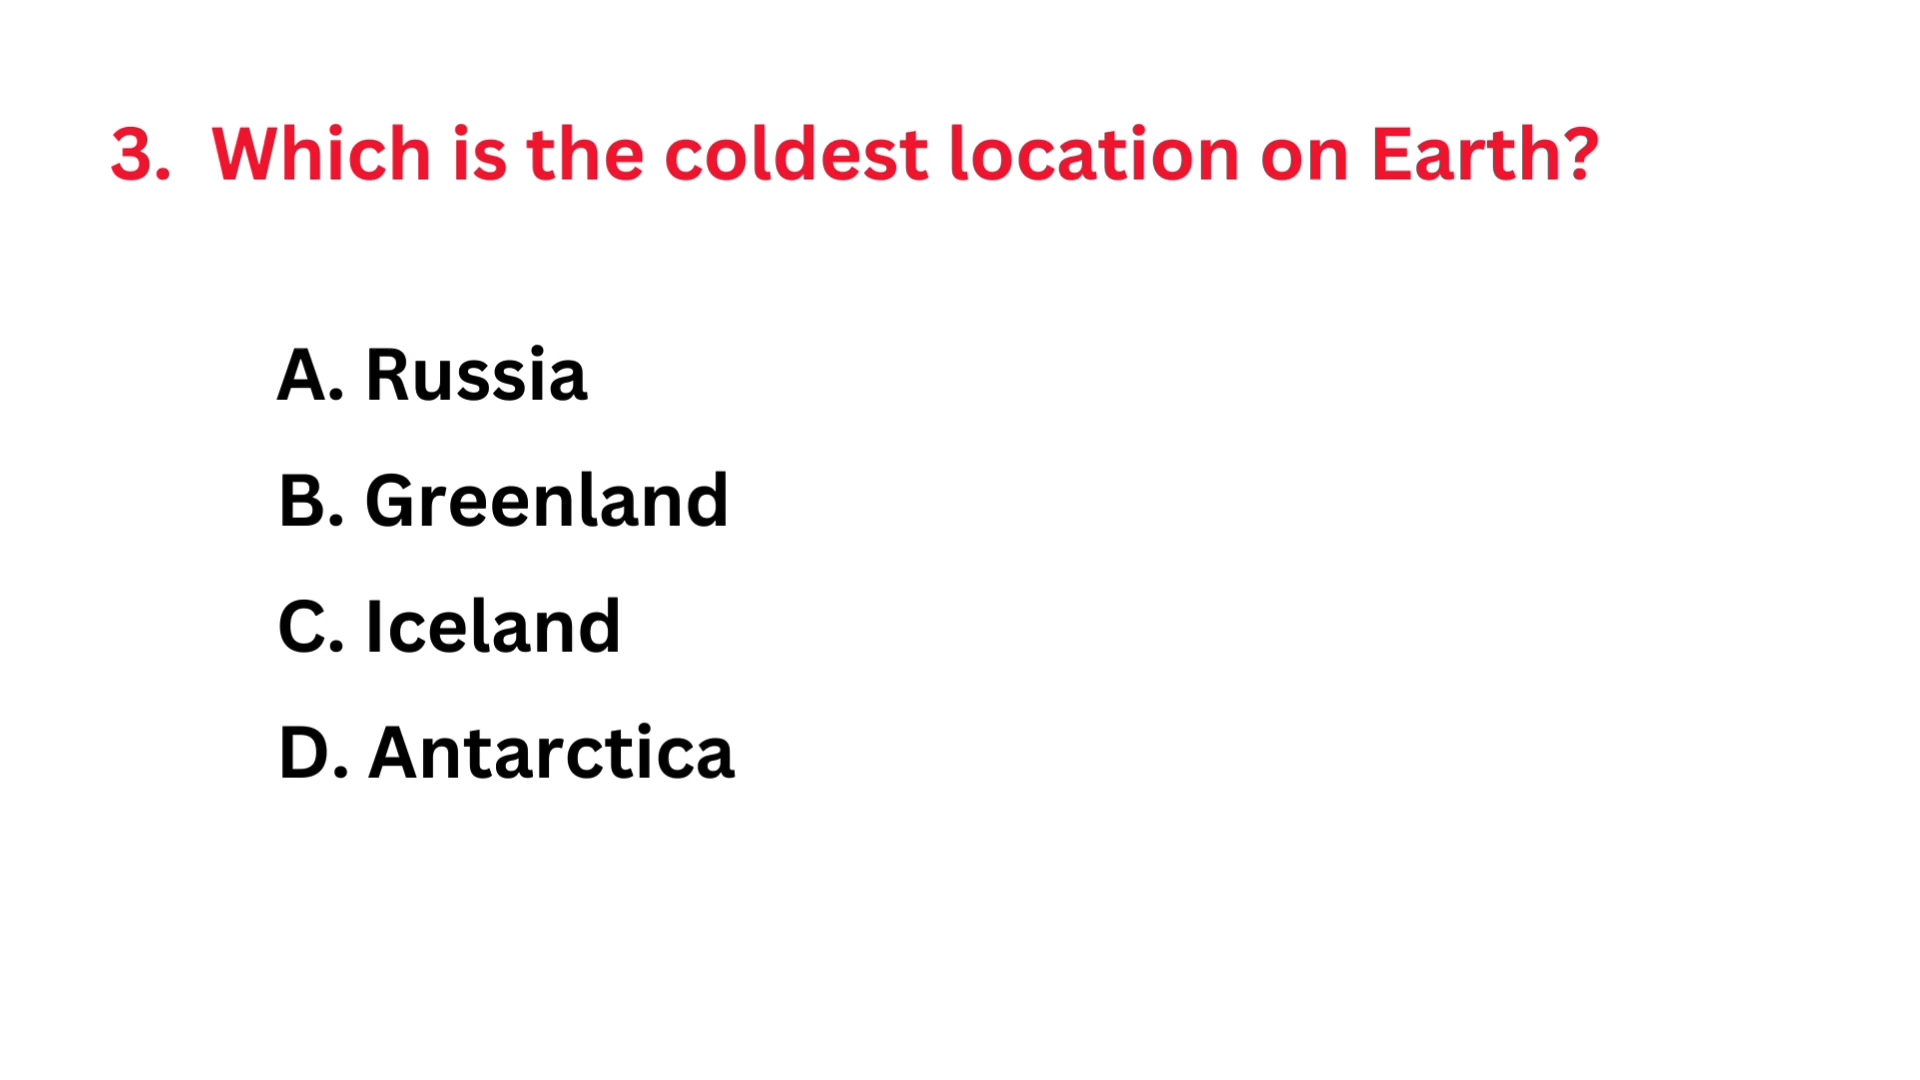 3. Which is the coldest location on Earth?
A. Russia
B. Greenland
C. Iceland
D. Antarctica